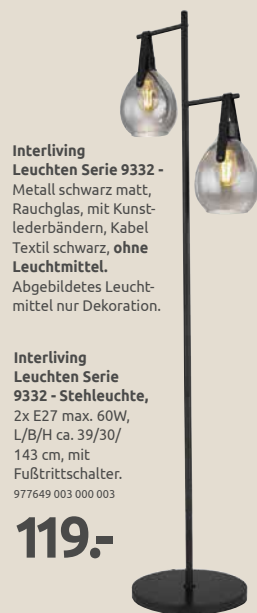 Interliving
Leuchten Serie 9332 -
Metall schwarz matt,
Rauchglas, mit Kunst-
lederbändern, Kabel
Textil schwarz, ohne
Leuchtmittel.
Abgebildetes Leucht-
mittel nur Dekoration.
Interliving
Leuchten Serie
9332 - Stehleuchte,
2x E27 max. 60W,
L/B/H ca. 39/30/
143 cm, mit
Fußtrittschalter.
977649 003 000 003
119.-